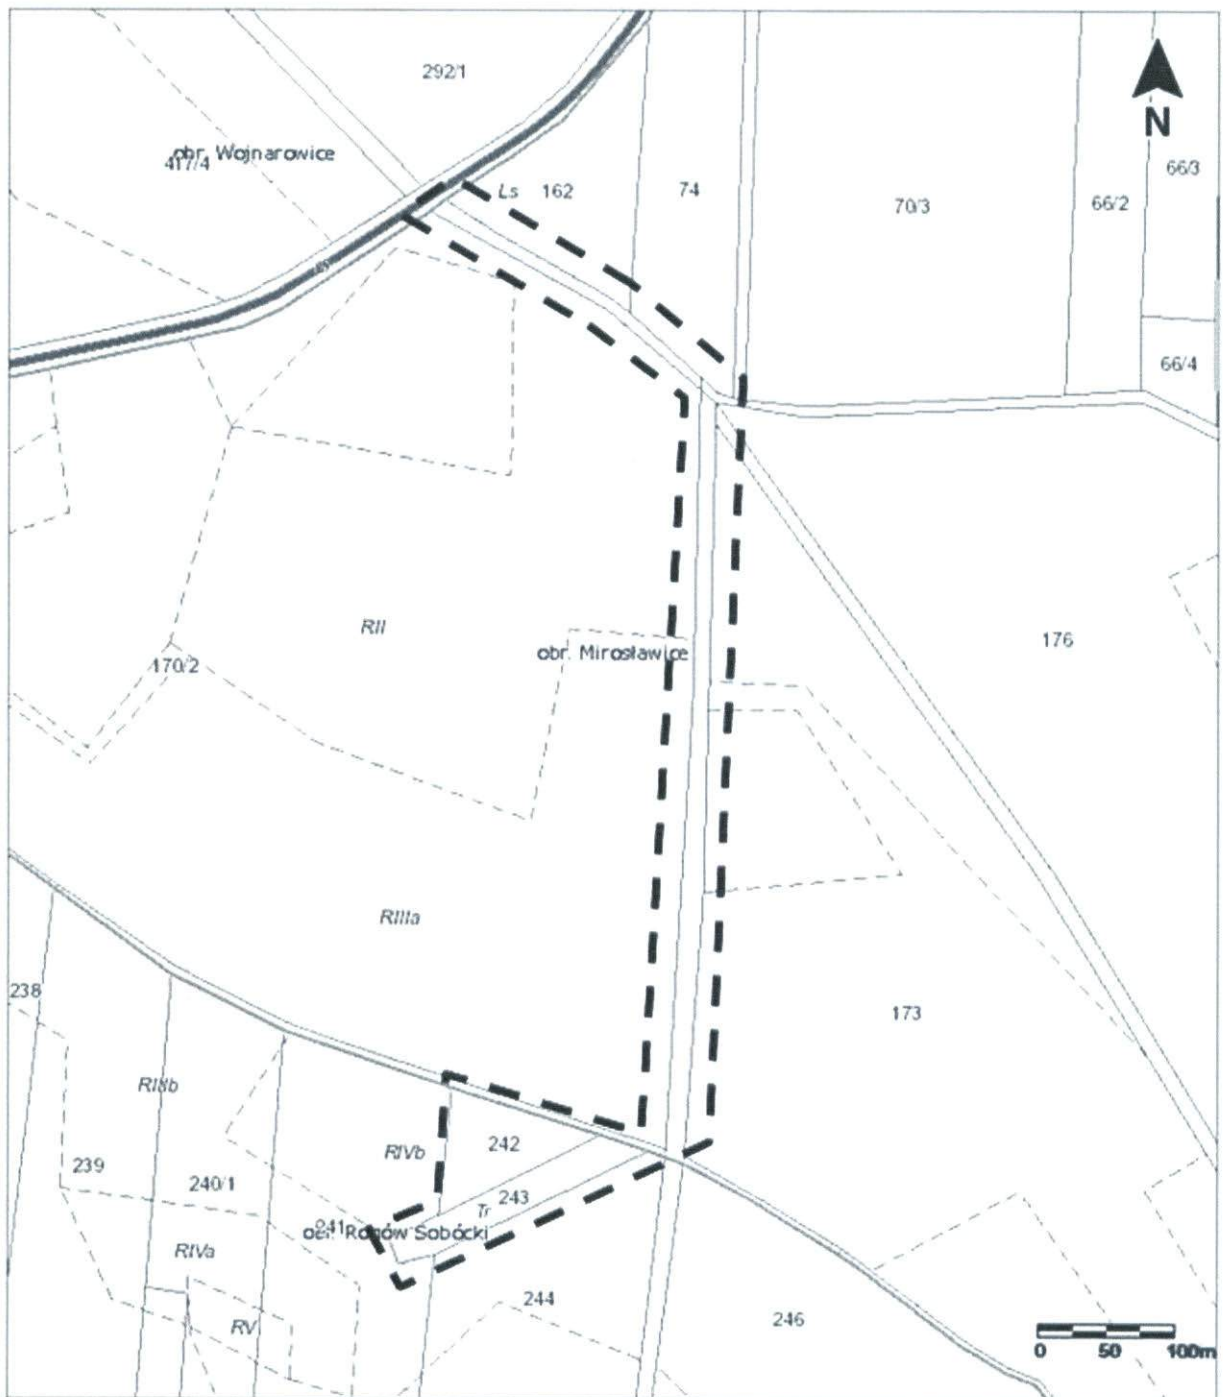 292/1
N
obr. Wojnarowice
417/4
66/3
Ls 162
74
70/3
66/2
66/4
RII
obr. Mirosławice
176
170/2
RIIIa
238
173
RIIIb
242
RIVb
239
240/1
243
Tr
241
obr. Rogów Sobócki
RIVa
244
246
RV
0 50 100m